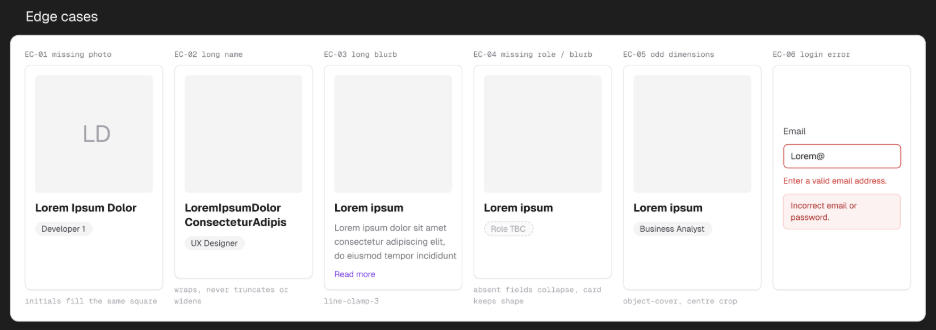 Edge cases
EC-01 missing photo
LD
Lorem Ipsum Dolor
Developer 1
initials fill the same square
EC-02 long name
LoremIpsumDolor
ConsecteturAdipis
UX Designer
wraps, never truncates or
widens
EC-03 long blurb
Lorem ipsum
Lorem ipsum dolor sit amet
consectetur adipiscing elit,
do eiusmod tempor incididunt
Read more
line-clamp-3
EC-04 missing role / blurb
Lorem ipsum
Role TBC
absent fields collapse, card
keeps shape
EC-05 odd dimensions
Lorem ipsum
Business Analyst
object-cover, centre crop
EC-06 login error
Email
Lorem@
Enter a valid email address.
Incorrect email or
password.